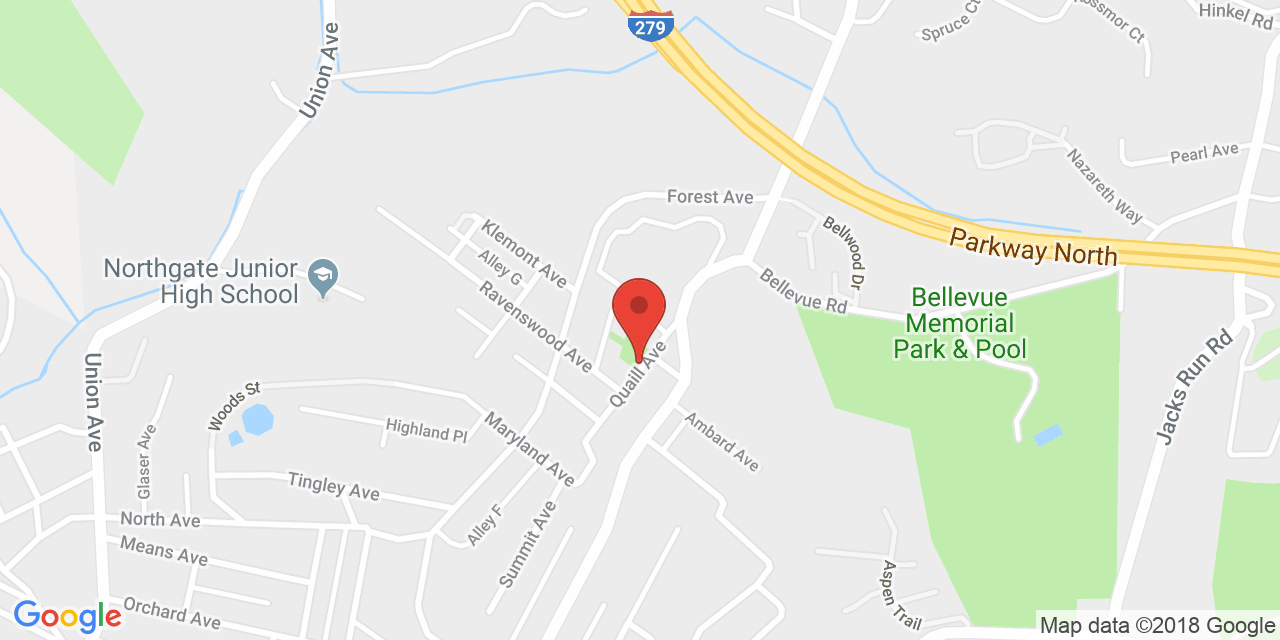 279
Union Ave
Spruce Ct
Rossmor Ct
Hinkel Rd
Pearl Ave
Nazareth Way
Forest Ave
Bellwood Dr
Parkway North
Klemont Ave
Alley G
Northgate Junior
High School
Ravenswood Ave
Bellevue Rd
Bellevue
Memorial
Park & Pool
Jacks Run Rd
Quaill Ave
Union Ave
Woods St
Glaser Ave
Highland Pl
Maryland Ave
Ambard Ave
Tingley Ave
North Ave
Alley F
Summit Ave
Means Ave
Orchard Ave
Aspen Trail
Google
Map data ©2018 Google